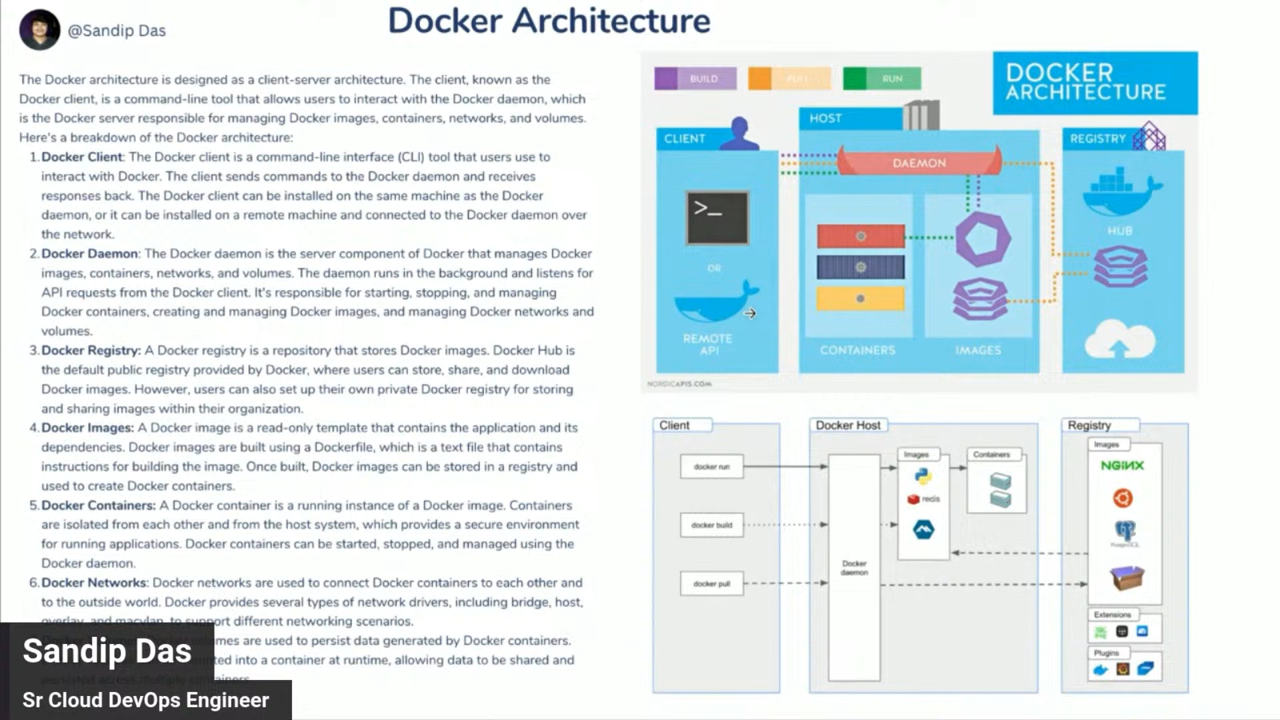 Docker Architecture
@Sandip Das
The Docker architecture is designed as a client-server architecture. The client, known as the
Docker client, is a command-line tool that allows users to interact with the Docker daemon, which
is the Docker server responsible for managing Docker images, containers, networks, and volumes.
Here's a breakdown of the Docker architecture:
1. Docker Client: The Docker client is a command-line interface (CLI) tool that users use to
interact with Docker. The client sends commands to the Docker daemon and receives
responses back. The Docker client can be installed on the same machine as the Docker
daemon, or it can be installed on a remote machine and connected to the Docker daemon over
the network.
2. Docker Daemon: The Docker daemon is the server component of Docker that manages Docker
images, containers, networks, and volumes. The daemon runs in the background and listens for
API requests from the Docker client. It's responsible for starting, stopping, and managing
Docker containers, creating and managing Docker images, and managing Docker networks and
volumes.
3. Docker Registry: A Docker registry is a repository that stores Docker images. Docker Hub is
the default public registry provided by Docker, where users can store, share, and download
Docker images. However, users can also set up their own private Docker registry for storing
and sharing images within their organization.
4. Docker Images: A Docker image is a read-only template that contains the application and its
dependencies. Docker images are built using a Dockerfile, which is a text file that contains
instructions for building the image. Once built, Docker images can be stored in a registry and
used to create Docker containers.
5. Docker Containers: A Docker container is a running instance of a Docker image. Containers
are isolated from each other and from the host system, which provides a secure environment
for running applications. Docker containers can be started, stopped, and managed using the
Docker daemon.
6. Docker Networks: Docker networks are used to connect Docker containers to each other and
to the outside world. Docker provides several types of network drivers, including bridge, host,
overlay, and macvlan, to support different networking scenarios.
are used to persist data generated by Docker containers.
into a container at runtime, allowing data to be shared and
Sandip Das
Sr Cloud DevOps Engineer
BUILD
PULL
RUN
DOCKER
ARCHITECTURE
CLIENT
HOST
REGISTRY
DAEMON
>_
OR
REMOTE
API
CONTAINERS
IMAGES
HUB
NORDICAPIS.COM
Client
Docker Host
Registry
docker run
docker build
docker pull
Docker
daemon
Images
redis
Containers
Images
NGINX
PostgreSQL
Extensions
Plugins